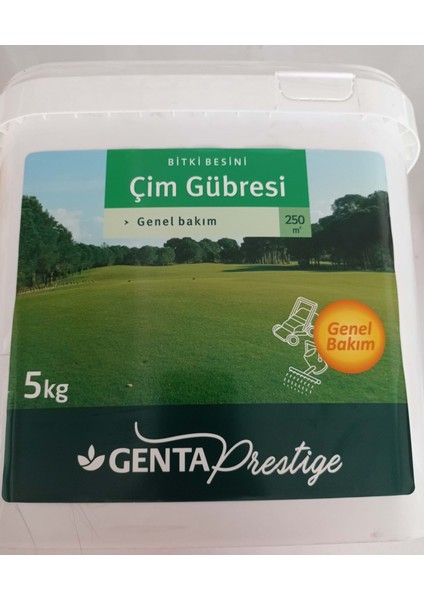 BİTKİ BESİNİ
Çim Gübresi
> Genel bakım
250
m²
Genel
Bakım
5kg
GENTA Prestige